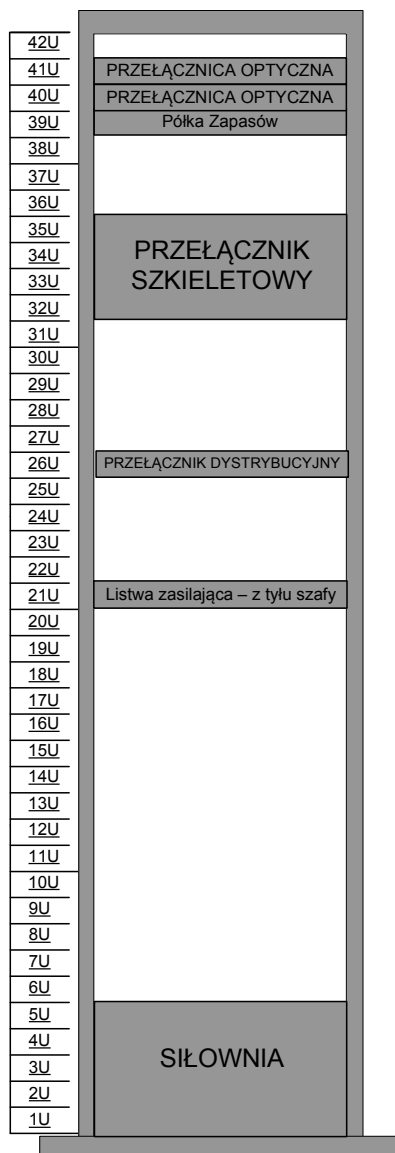 42U
41U PRZEŁĄCZNICA OPTYCZNA
40U PRZEŁĄCZNICA OPTYCZNA
39U Półka Zapasów
38U
37U
36U
35U
34U PRZEŁĄCZNIK
33U SZKIELETOWY
32U
31U
30U
29U
28U
27U
26U PRZEŁĄCZNIK DYSTRYBUCYJNY
25U
24U
23U
22U
21U Listwa zasilająca – z tyłu szafy
20U
19U
18U
17U
16U
15U
14U
13U
12U
11U
10U
9U
8U
7U
6U
5U
4U
3U SIŁOWNIA
2U
1U